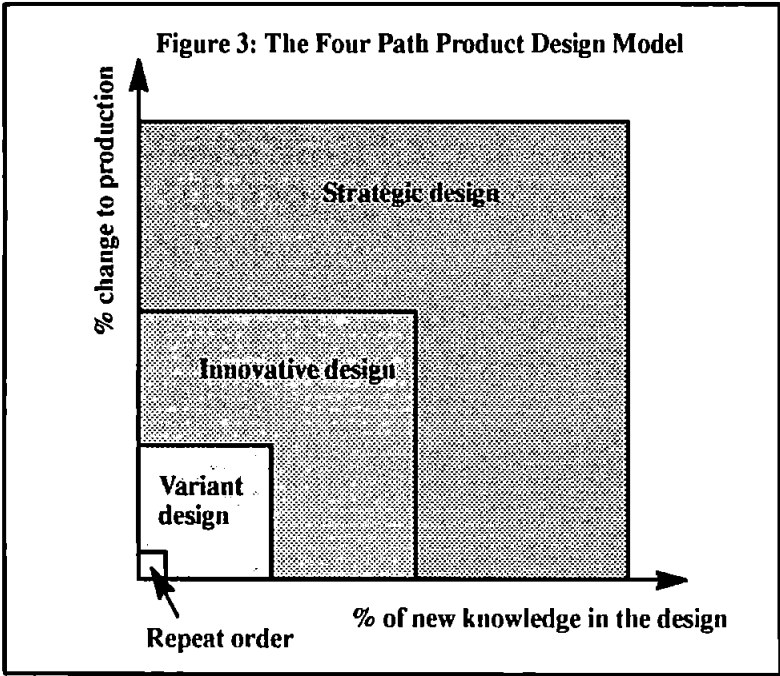 Figure 3: The Four Path Product Design Model
% change to production
Strategic design
Innovative design
Variant
design
Repeat order
% of new knowledge in the design